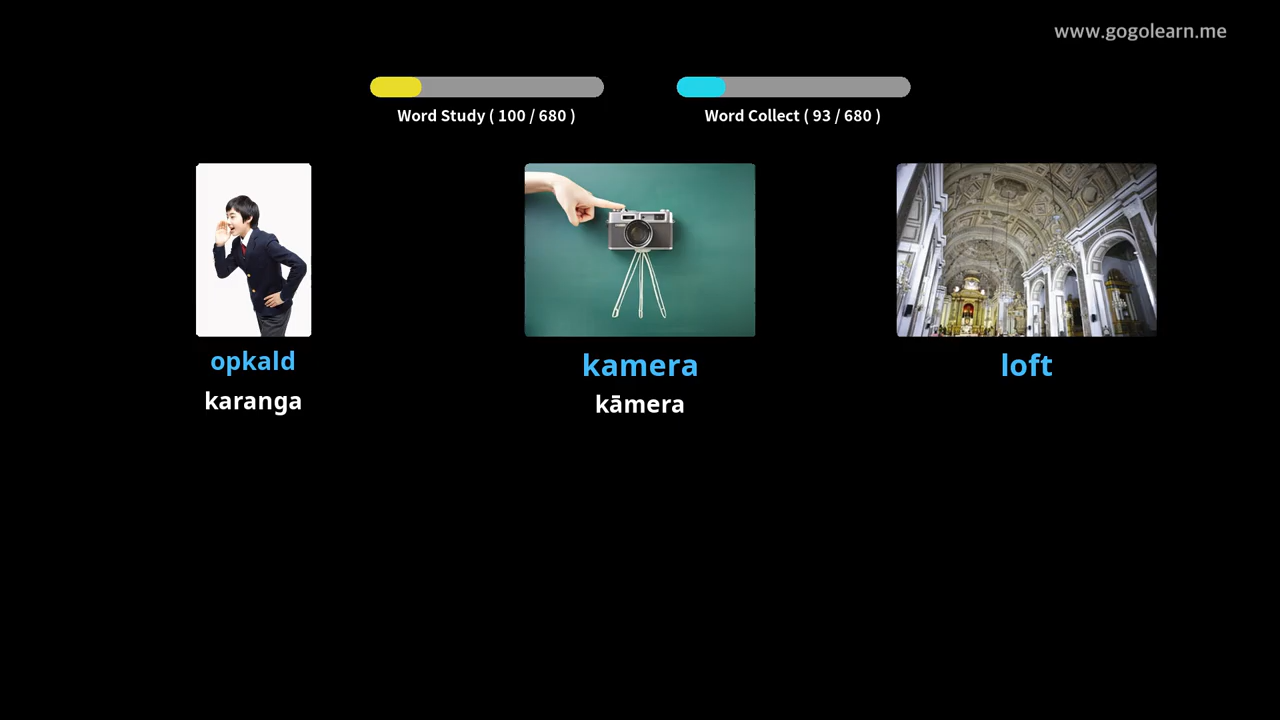 www.gogolearn.me
Word Study ( 100 / 680 )
Word Collect ( 93 / 680 )
opkald
kamera
loft
karanga
kāmera